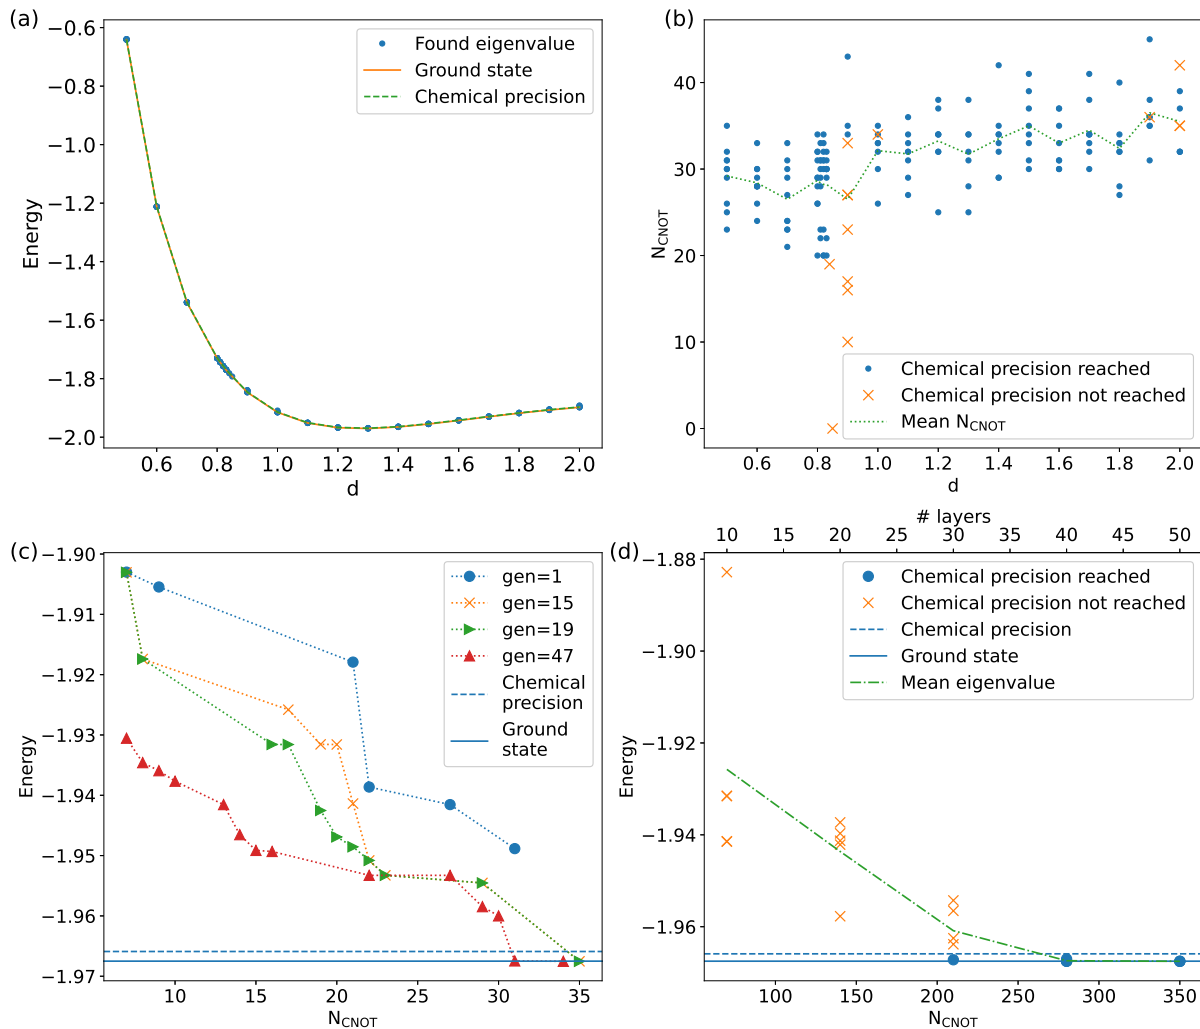 (a)
−0.6
−0.8
−1.0
−1.2
−1.4
−1.6
−1.8
−2.0
Energy
0.6 0.8 1.0 1.2 1.4 1.6 1.8 2.0
d
Found eigenvalue
Ground state
Chemical precision
(b)
40
30
20
10
0
N_CNOT
0.6 0.8 1.0 1.2 1.4 1.6 1.8 2.0
d
Chemical precision reached
Chemical precision not reached
Mean N_CNOT
(c)
−1.90
−1.91
−1.92
−1.93
−1.94
−1.95
−1.96
−1.97
Energy
10 15 20 25 30 35
N_CNOT
gen=1
gen=15
gen=19
gen=47
Chemical
precision
Ground
state
(d)
# layers
10 15 20 25 30 35 40 45 50
−1.88
−1.90
−1.92
−1.94
−1.96
Energy
100 150 200 250 300 350
N_CNOT
Chemical precision reached
Chemical precision not reached
Chemical precision
Ground state
Mean eigenvalue